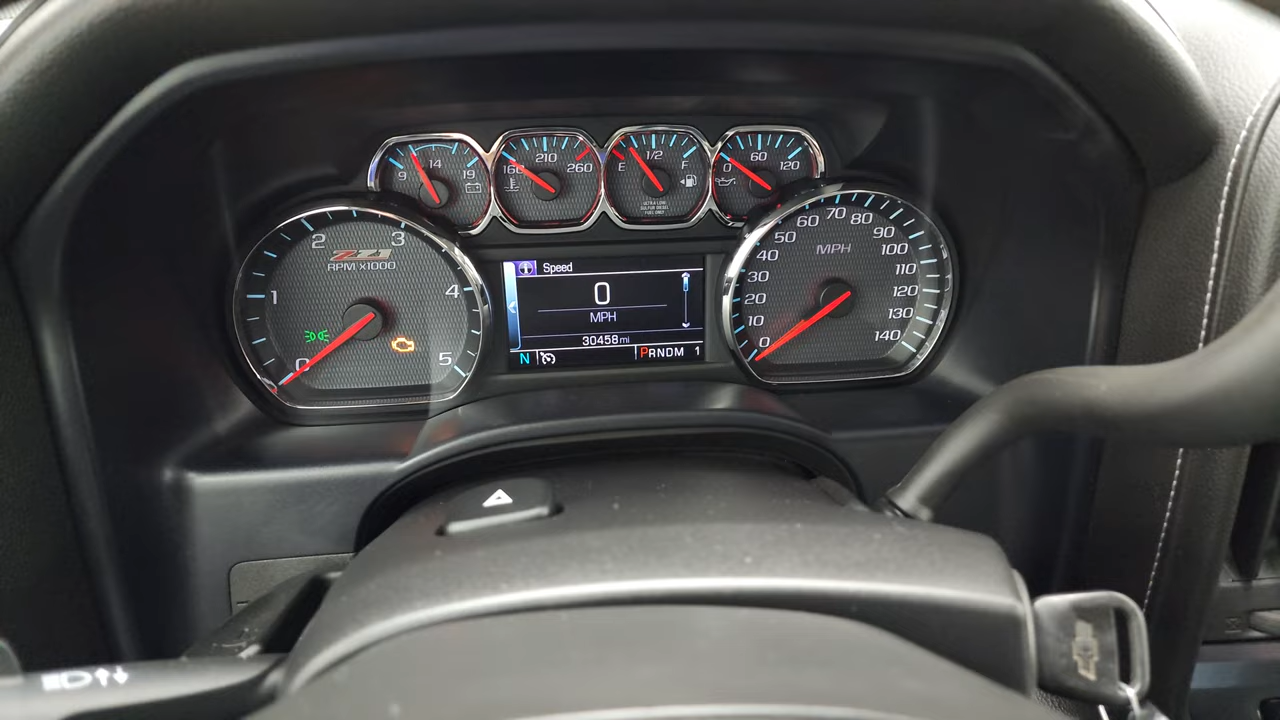 9 14 19
160 210 260
E 1/2 F
ULTRA LOW
SULFUR DIESEL
FUEL ONLY
0 60 120
0 1 2 3 4 5
Z71
RPM X1000
Speed
0
MPH
30458 mi
N PRNDM 1
0 10 20 30 40 50 60 70 80 90 100 110 120 130 140
MPH